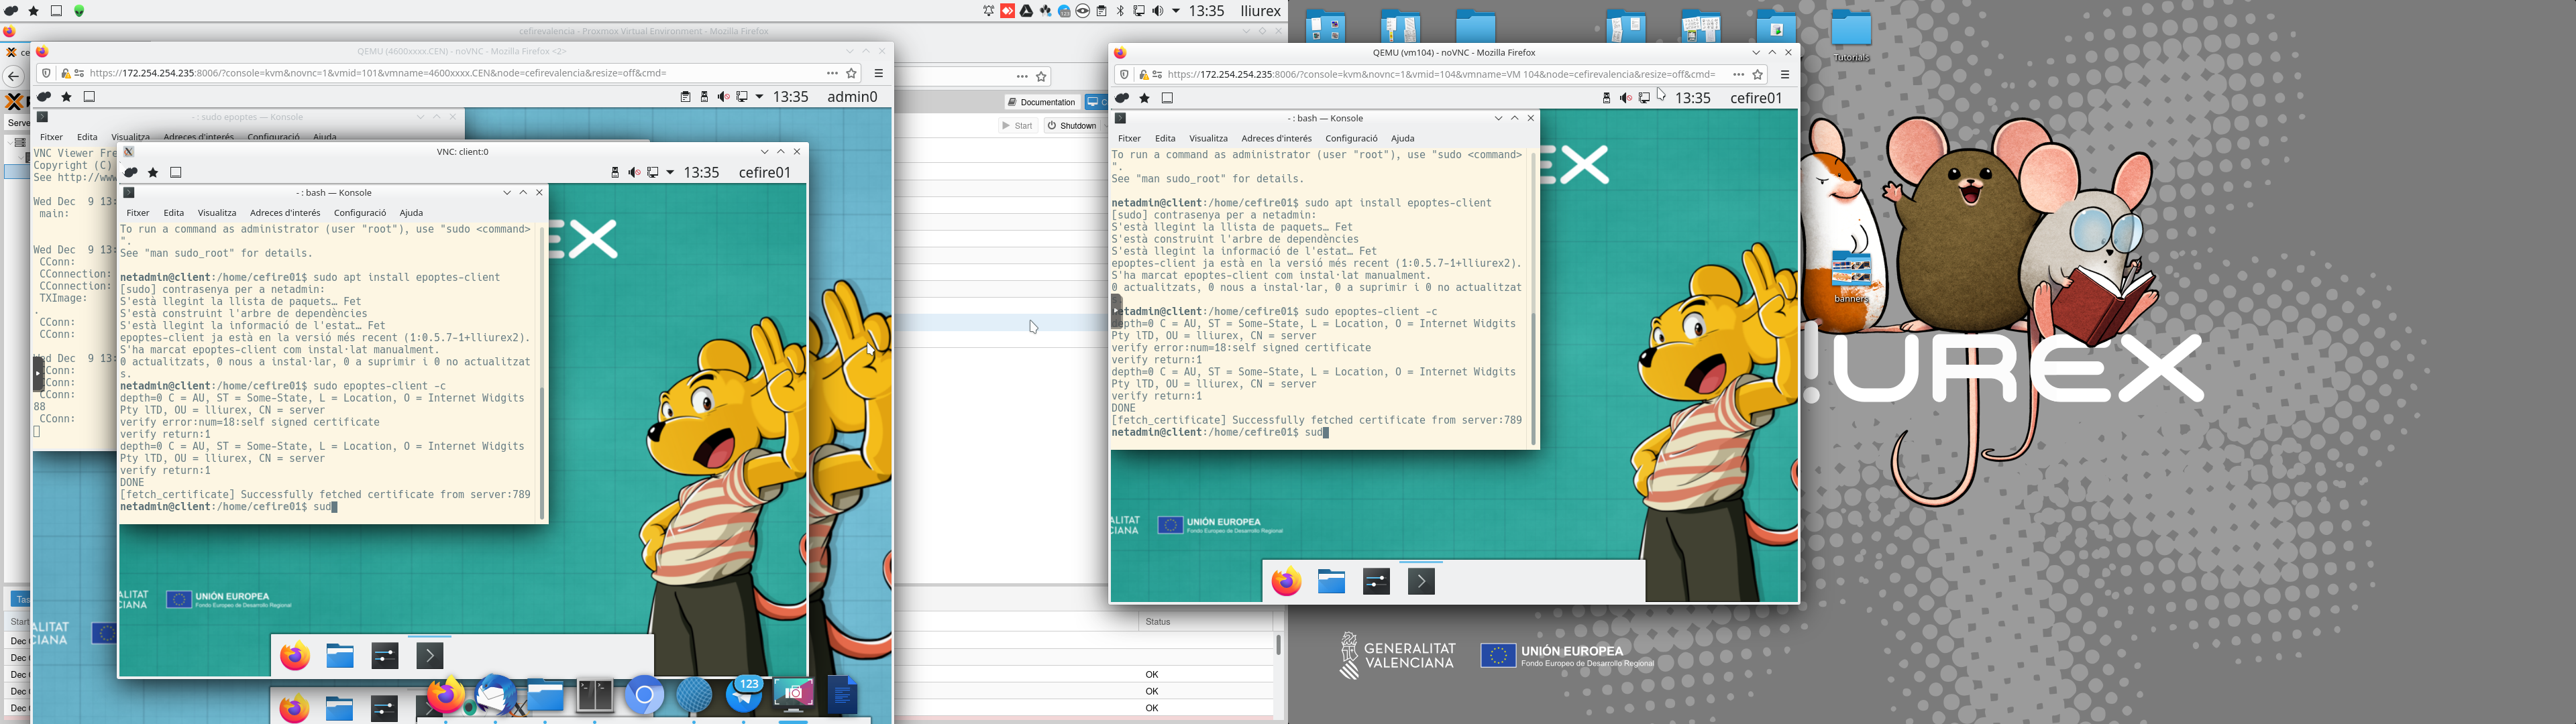 13:35
lliurex
cefirevalencia - Proxmox Virtual Environment - Mozilla Firefox
QEMU (4600xxxx.CEN) - noVNC - Mozilla Firefox <2>
https://172.254.254.235:8006/?console=kvm&novnc=1&vmid=101&vmname=4600xxxx.CEN&node=cefirevalencia&resize=off&cmd=
13:35
admin0
Documentation
Start
Shutdown
Serve
- : sudo epoptes — Konsole
Fitxer Edita Visualitza Adreces d'interés Configuració Ajuda
VNC Viewer Fre
Copyright (C)
See http://www
Wed Dec 9 13:
main:
Wed Dec 9 13:
CConn:
CConnection:
CConnection:
TXImage:
.
CConn:
CConn:
Wed Dec 9 13:
CConn:
CConn:
CConn:
88
CConn:
VNC: client:0
13:35
cefire01
- : bash — Konsole
Fitxer Edita Visualitza Adreces d'interés Configuració Ajuda
To run a command as administrator (user "root"), use "sudo <command>
".
See "man sudo_root" for details.
netadmin@client:/home/cefire01$ sudo apt install epoptes-client
[sudo] contrasenya per a netadmin:
S'està llegint la llista de paquets… Fet
S'està construint l'arbre de dependències
S'està llegint la informació de l'estat… Fet
epoptes-client ja està en la versió més recent (1:0.5.7-1+lliurex2).
S'ha marcat epoptes-client com instal·lat manualment.
0 actualitzats, 0 nous a instal·lar, 0 a suprimir i 0 no actualitzat
s.
netadmin@client:/home/cefire01$ sudo epoptes-client -c
depth=0 C = AU, ST = Some-State, L = Location, O = Internet Widgits
Pty lTD, OU = lliurex, CN = server
verify error:num=18:self signed certificate
verify return:1
depth=0 C = AU, ST = Some-State, L = Location, O = Internet Widgits
Pty lTD, OU = lliurex, CN = server
verify return:1
DONE
[fetch_certificate] Successfully fetched certificate from server:789
netadmin@client:/home/cefire01$ sud
EX
ALITAT
CIANA
UNIÓN EUROPEA
Fondo Europeo de Desarrollo Regional
123
Tas
Start
Dec
Dec
Dec
Dec
Dec
ALITAT
CIANA
Status
OK
OK
OK
QEMU (vm104) - noVNC - Mozilla Firefox
https://172.254.254.235:8006/?console=kvm&novnc=1&vmid=104&vmname=VM 104&node=cefirevalencia&resize=off&cmd=
13:35
cefire01
- : bash — Konsole
Fitxer Edita Visualitza Adreces d'interés Configuració Ajuda
To run a command as administrator (user "root"), use "sudo <command>
".
See "man sudo_root" for details.
netadmin@client:/home/cefire01$ sudo apt install epoptes-client
[sudo] contrasenya per a netadmin:
S'està llegint la llista de paquets… Fet
S'està construint l'arbre de dependències
S'està llegint la informació de l'estat… Fet
epoptes-client ja està en la versió més recent (1:0.5.7-1+lliurex2).
S'ha marcat epoptes-client com instal·lat manualment.
0 actualitzats, 0 nous a instal·lar, 0 a suprimir i 0 no actualitzat
netadmin@client:/home/cefire01$ sudo epoptes-client -c
depth=0 C = AU, ST = Some-State, L = Location, O = Internet Widgits
Pty lTD, OU = lliurex, CN = server
verify error:num=18:self signed certificate
verify return:1
depth=0 C = AU, ST = Some-State, L = Location, O = Internet Widgits
Pty lTD, OU = lliurex, CN = server
verify return:1
DONE
[fetch_certificate] Successfully fetched certificate from server:789
netadmin@client:/home/cefire01$ sud
EX
ALITAT
CIANA
UNIÓN EUROPEA
Fondo Europeo de Desarrollo Regional
Tutorials
banners
!UREX
GENERALITAT
VALENCIANA
UNIÓN EUROPEA
Fondo Europeo de Desarrollo Regional